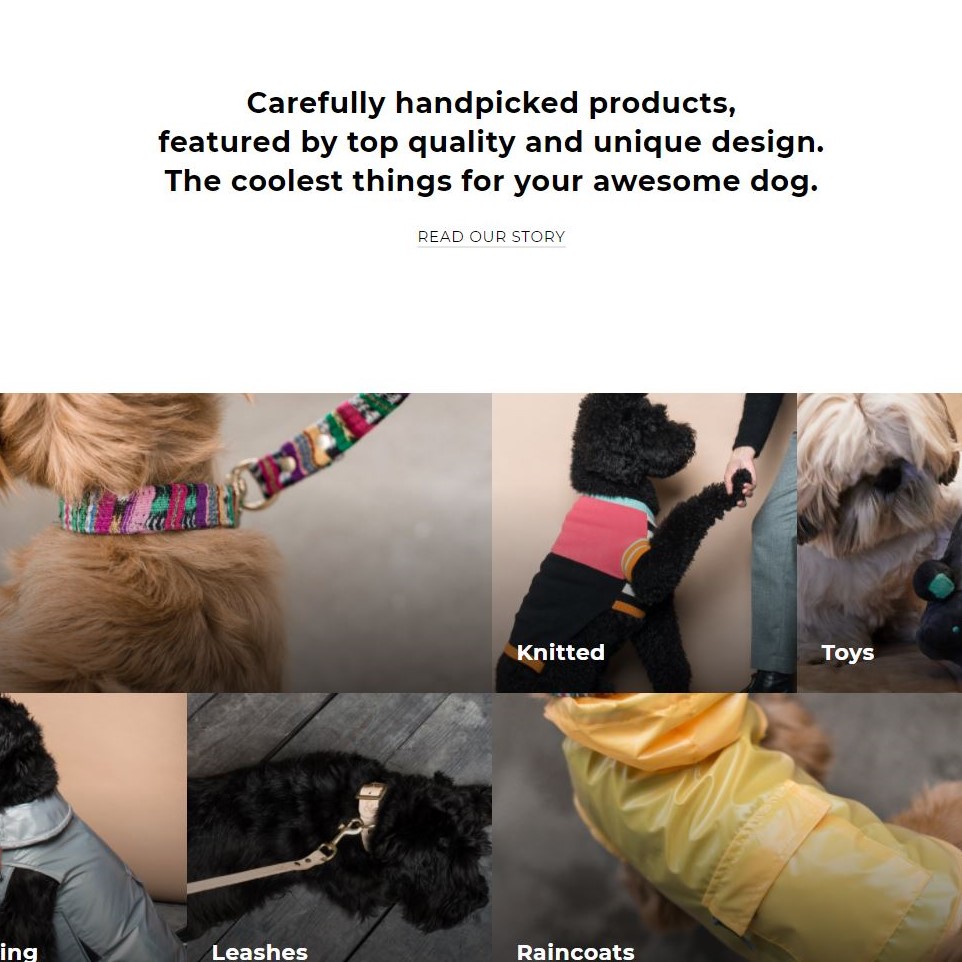 Carefully handpicked products,
featured by top quality and unique design.
The coolest things for your awesome dog.
READ OUR STORY
Knitted
Toys
ing
Leashes
Raincoats